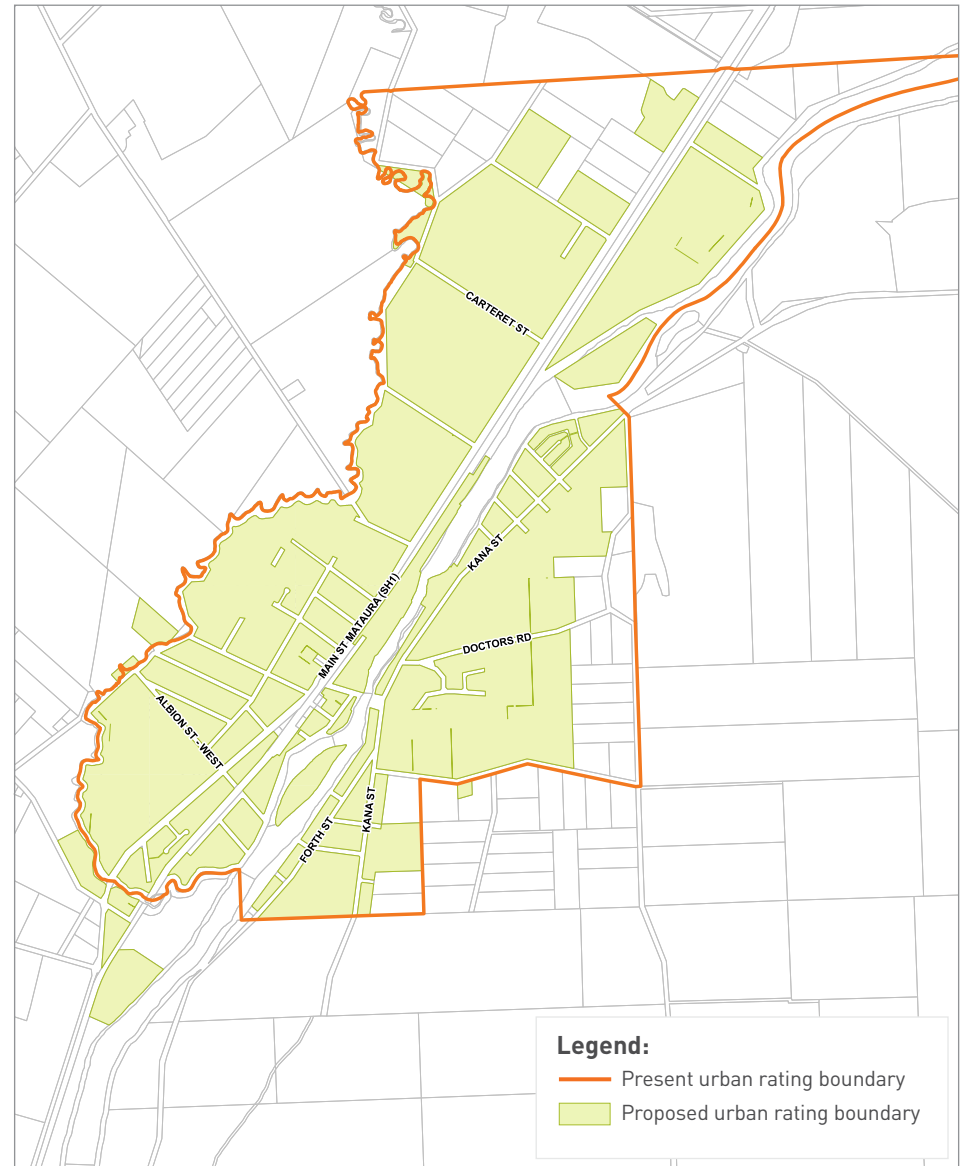 CARTERET ST
KANA ST
MAIN ST MATAURA (SH1)
DOCTORS RD
ALBION ST - WEST
KANA ST
FORTH ST
Legend:
Present urban rating boundary
Proposed urban rating boundary